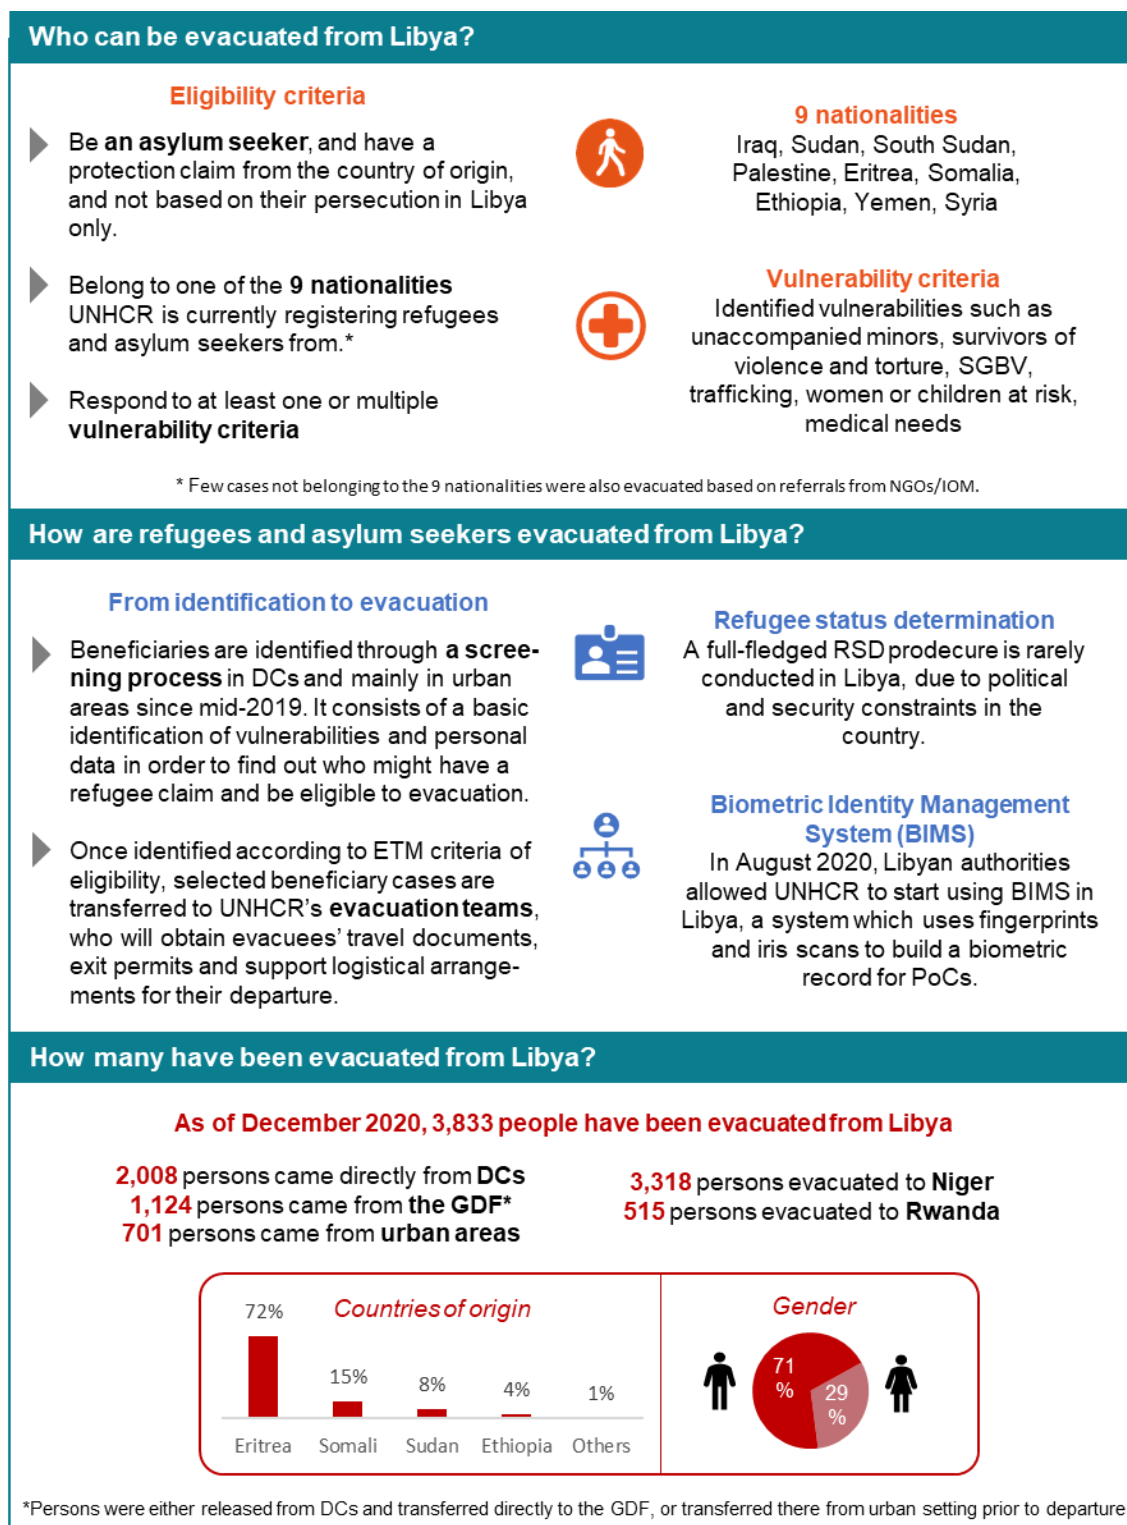 Who can be evacuated from Libya?
Eligibility criteria
Be an asylum seeker, and have a
protection claim from the country of origin,
and not based on their persecution in Libya
only.
Belong to one of the 9 nationalities
UNHCR is currently registering refugees
and asylum seekers from.*
Respond to at least one or multiple
vulnerability criteria
9 nationalities
Iraq, Sudan, South Sudan,
Palestine, Eritrea, Somalia,
Ethiopia, Yemen, Syria
Vulnerability criteria
Identified vulnerabilities such as
unaccompanied minors, survivors of
violence and torture, SGBV,
trafficking, women or children at risk,
medical needs
* Few cases not belonging to the 9 nationalities were also evacuated based on referrals from NGOs/IOM.
How are refugees and asylum seekers evacuated from Libya?
From identification to evacuation
Beneficiaries are identified through a scree-
ning process in DCs and mainly in urban
areas since mid-2019. It consists of a basic
identification of vulnerabilities and personal
data in order to find out who might have a
refugee claim and be eligible to evacuation.
Once identified according to ETM criteria of
eligibility, selected beneficiary cases are
transferred to UNHCR's evacuation teams,
who will obtain evacuees' travel documents,
exit permits and support logistical arrange-
ments for their departure.
Refugee status determination
A full-fledged RSD prodecure is rarely
conducted in Libya, due to political
and security constraints in the
country.
Biometric Identity Management
System (BIMS)
In August 2020, Libyan authorities
allowed UNHCR to start using BIMS in
Libya, a system which uses fingerprints
and iris scans to build a biometric
record for PoCs.
How many have been evacuated from Libya?
As of December 2020, 3,833 people have been evacuated from Libya
2,008 persons came directly from DCs
1,124 persons came from the GDF*
701 persons came from urban areas
3,318 persons evacuated to Niger
515 persons evacuated to Rwanda
Countries of origin
72%
15%
8%
4%
1%
Eritrea Somali Sudan Ethiopia Others
Gender
71
%
29
%
*Persons were either released from DCs and transferred directly to the GDF, or transferred there from urban setting prior to departure